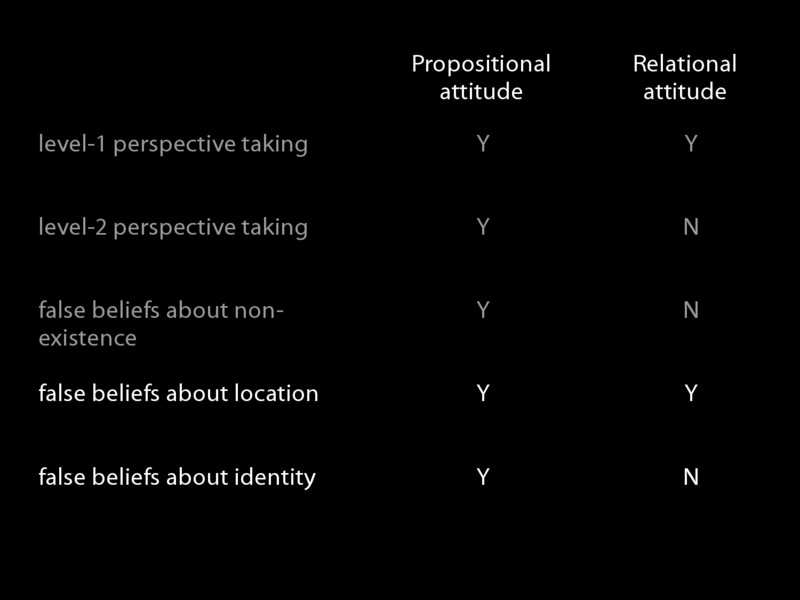 Propositional attitude
Relational attitude
level-1 perspective taking Y Y
level-2 perspective taking Y N
false beliefs about non-
existence Y N
false beliefs about location Y Y
false beliefs about identity Y N